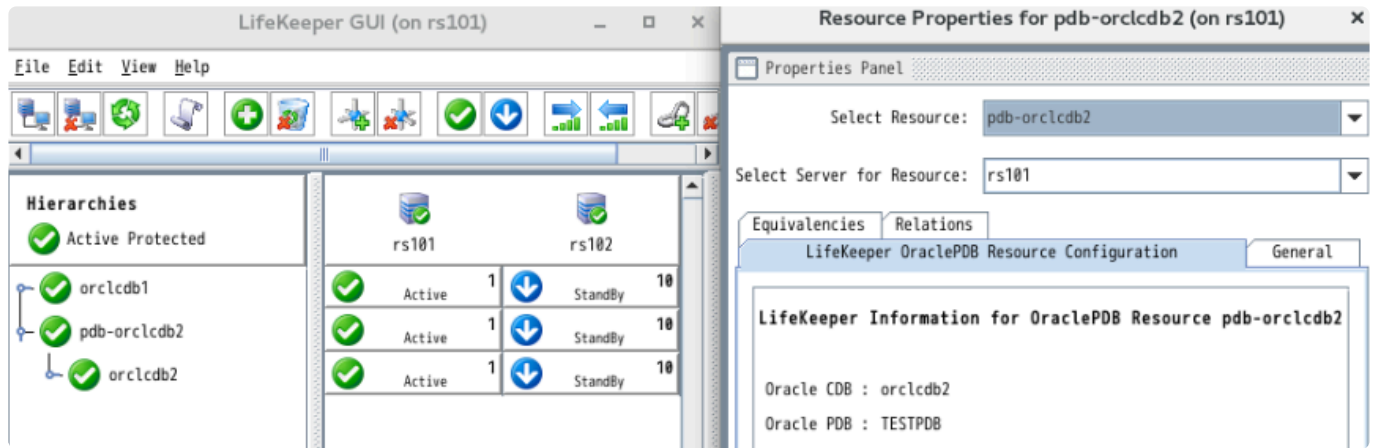 LifeKeeper GUI (on rs101)
File Edit View Help
Hierarchies
Active Protected
rs101 rs102
orclcdb1 Active 1 StandBy 10
pdb-orclcdb2 Active 1 StandBy 10
orclcdb2 Active 1 StandBy 10
Resource Properties for pdb-orclcdb2 (on rs101)
Properties Panel
Select Resource: pdb-orclcdb2
Select Server for Resource: rs101
Equivalencies Relations
LifeKeeper OraclePDB Resource Configuration General
LifeKeeper Information for OraclePDB Resource pdb-orclcdb2
Oracle CDB : orclcdb2
Oracle PDB : TESTPDB